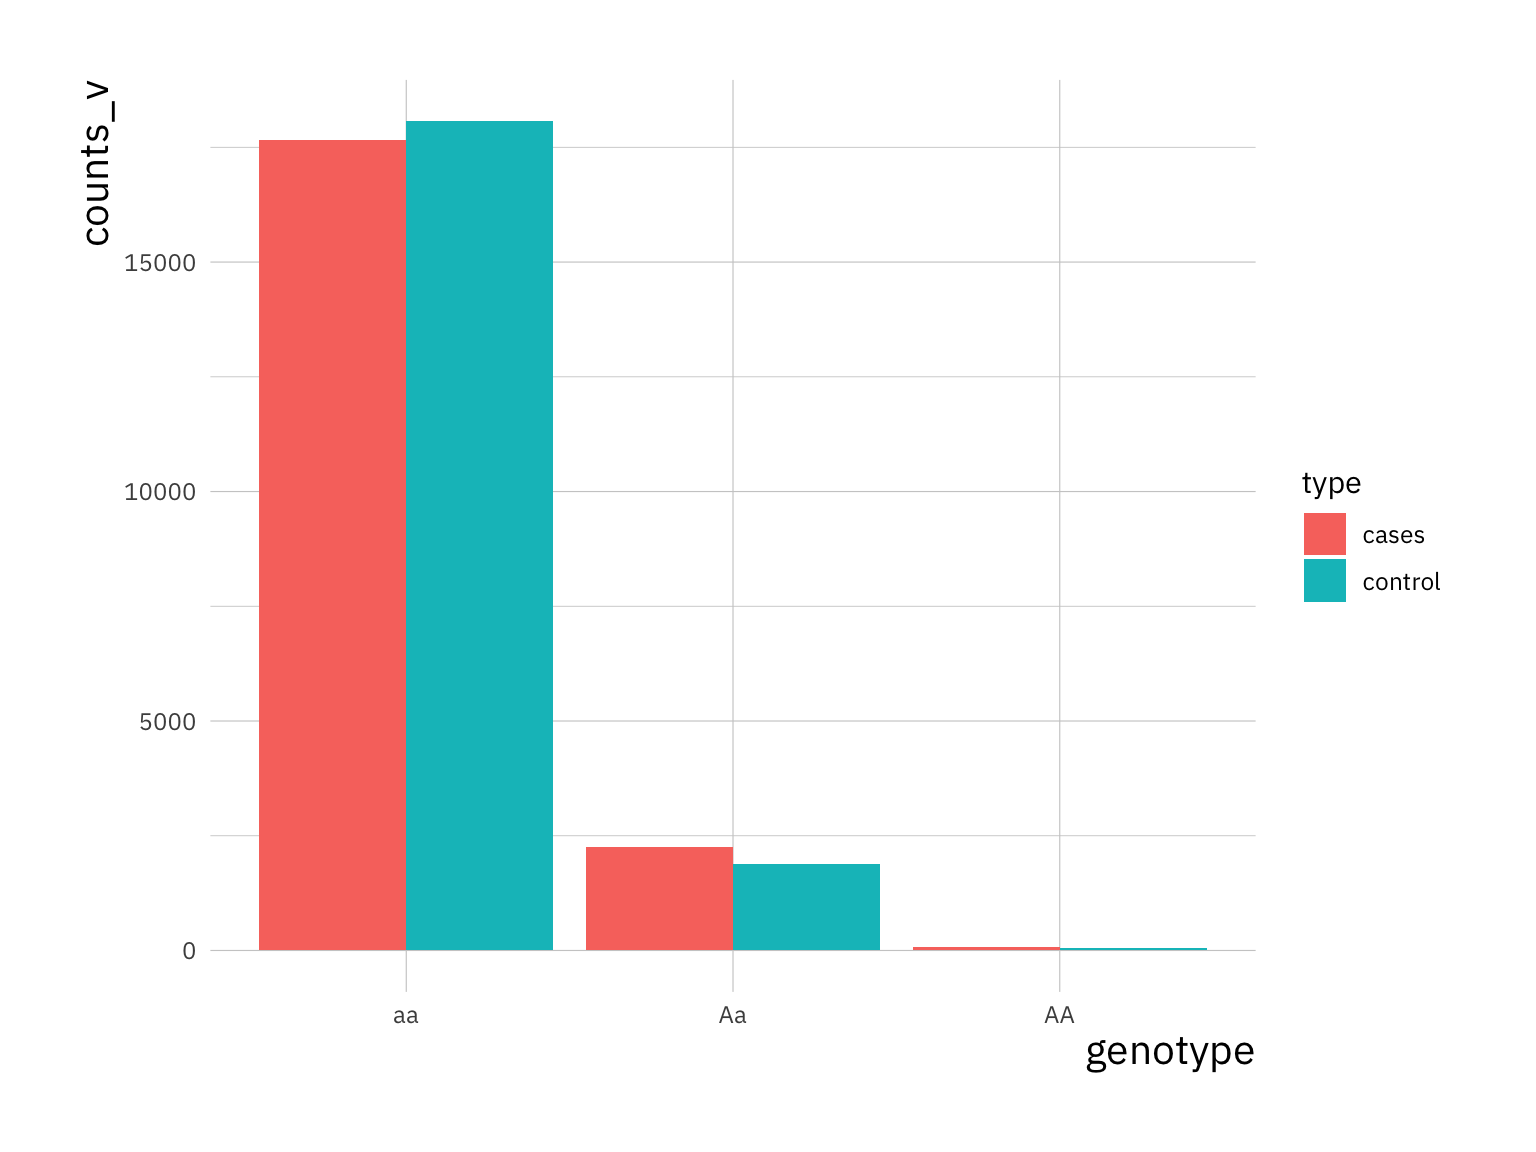 counts_v
15000
10000
5000
0
aa
Aa
AA
genotype
type
cases
control